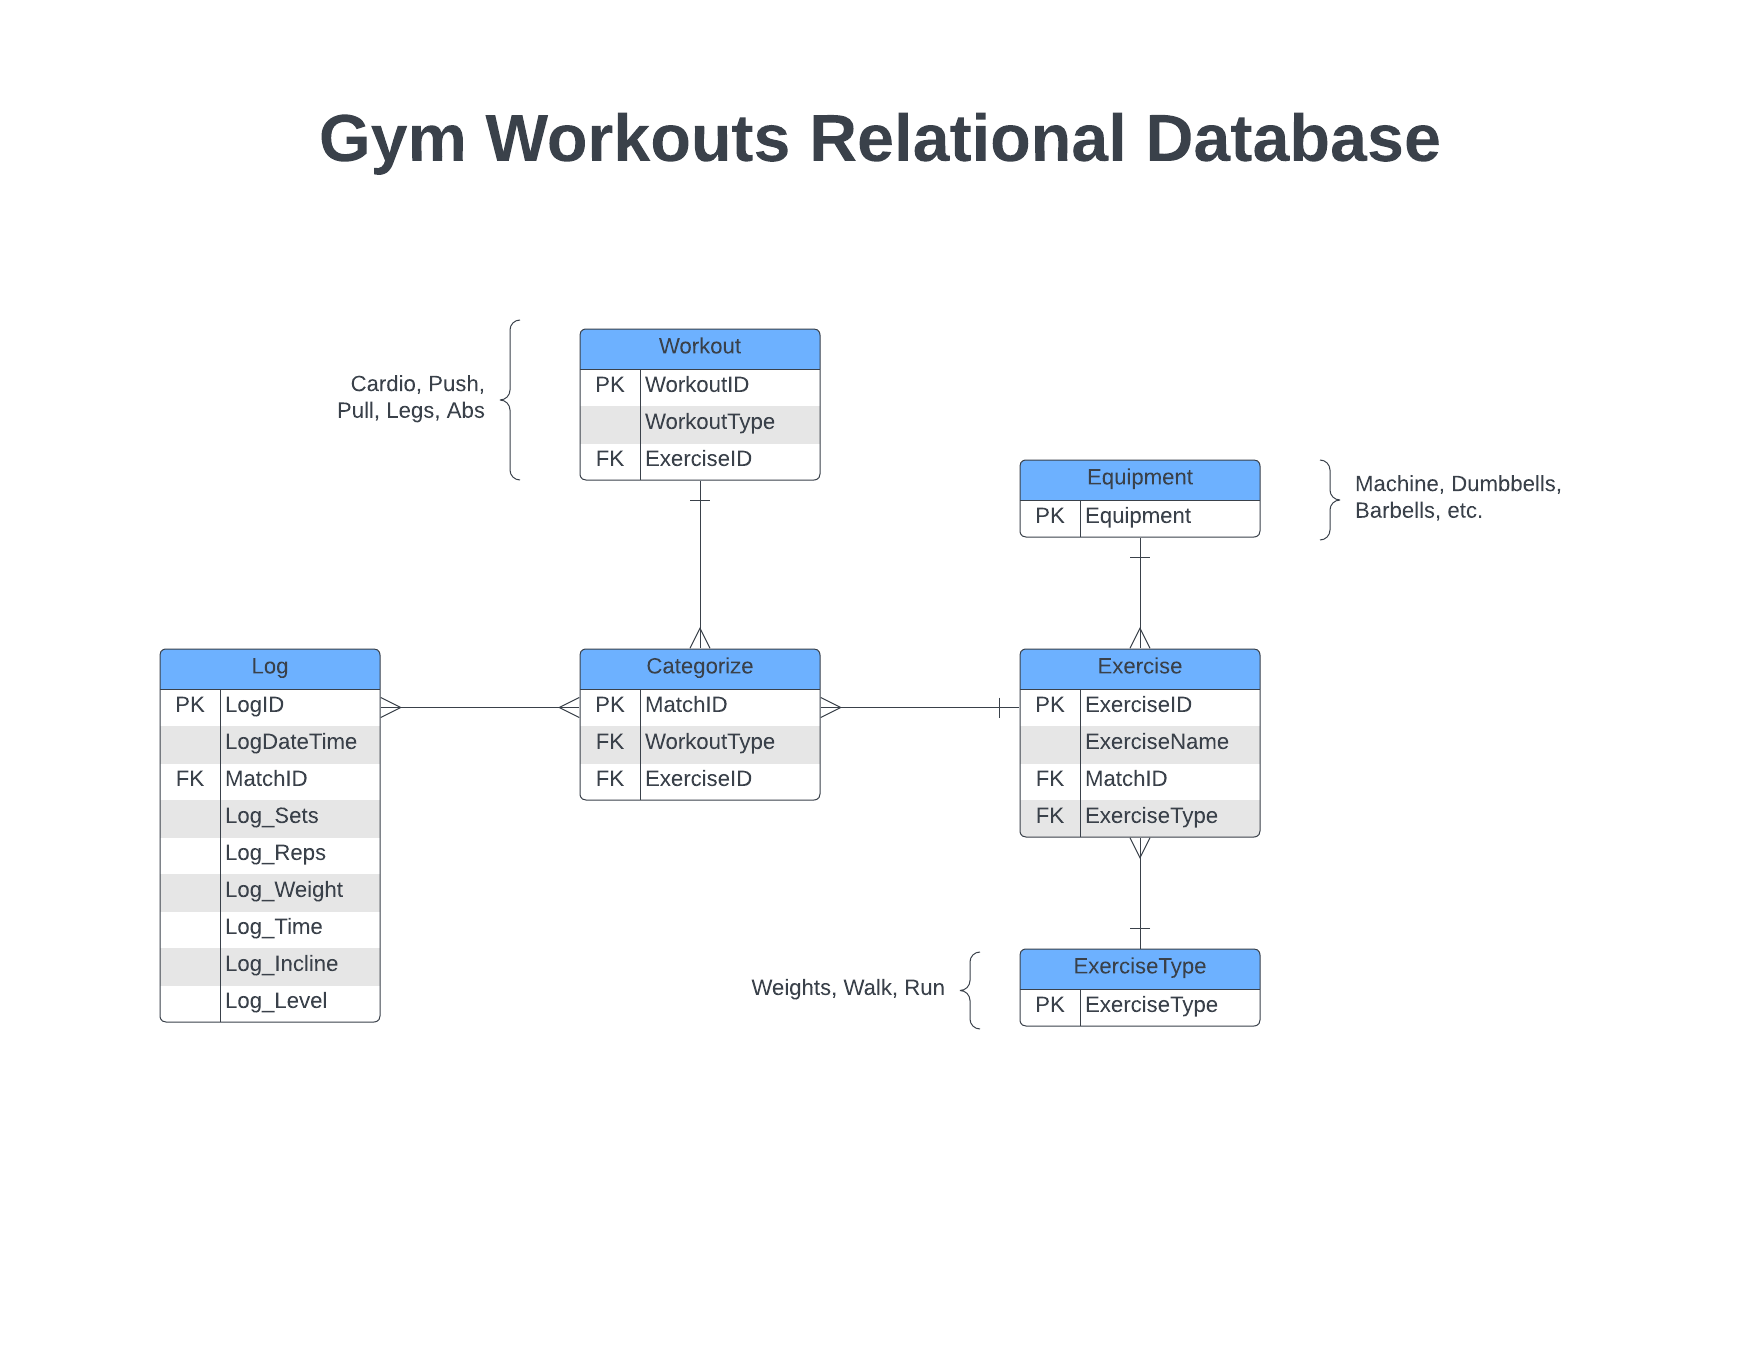 Gym Workouts Relational Database
Cardio, Push,
Pull, Legs, Abs
Workout
PK WorkoutID
WorkoutType
FK ExerciseID
Equipment
PK Equipment
Machine, Dumbbells,
Barbells, etc.
Log
PK LogID
LogDateTime
FK MatchID
Log_Sets
Log_Reps
Log_Weight
Log_Time
Log_Incline
Log_Level
Categorize
PK MatchID
FK WorkoutType
FK ExerciseID
Exercise
PK ExerciseID
ExerciseName
FK MatchID
FK ExerciseType
Weights, Walk, Run
ExerciseType
PK ExerciseType